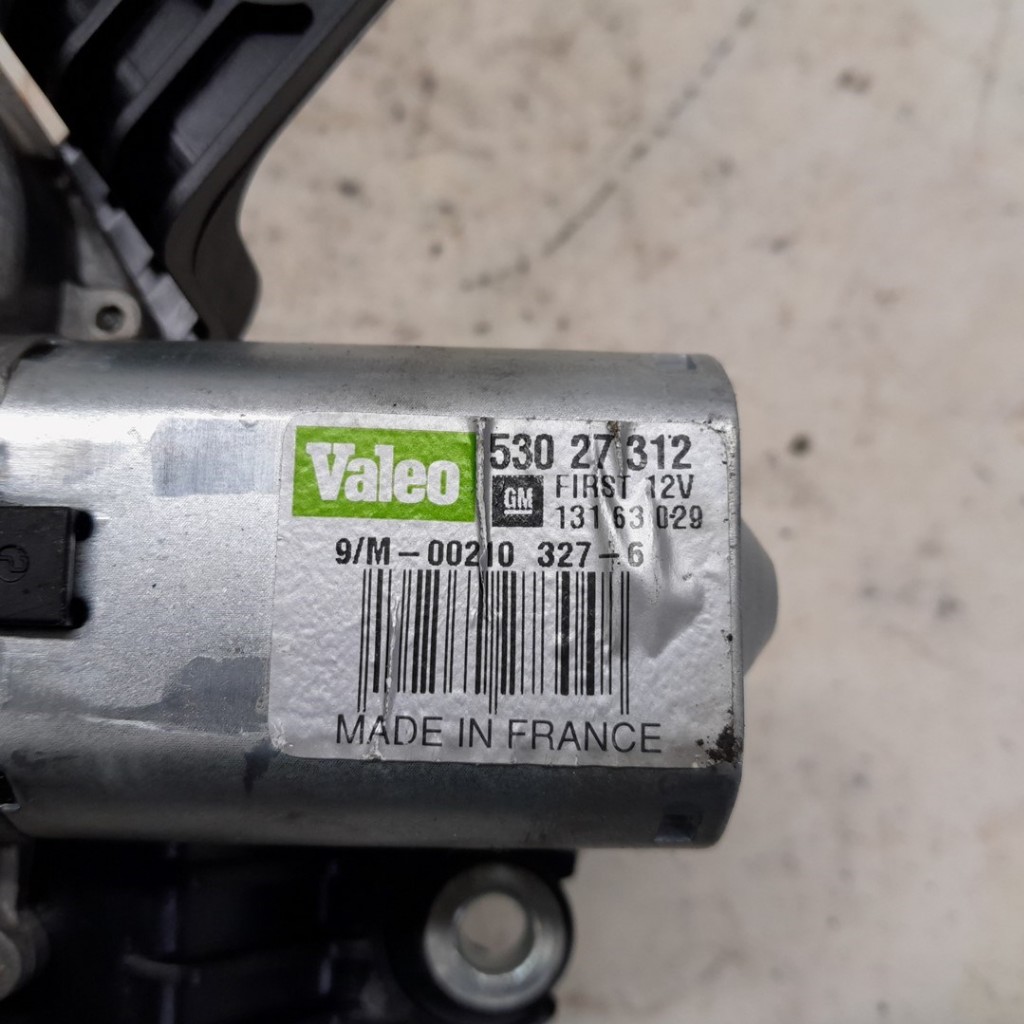 Valeo
530 27 312
GM
FIRST 12V
131 63 029
9/M-00210 327-6
MADE IN FRANCE